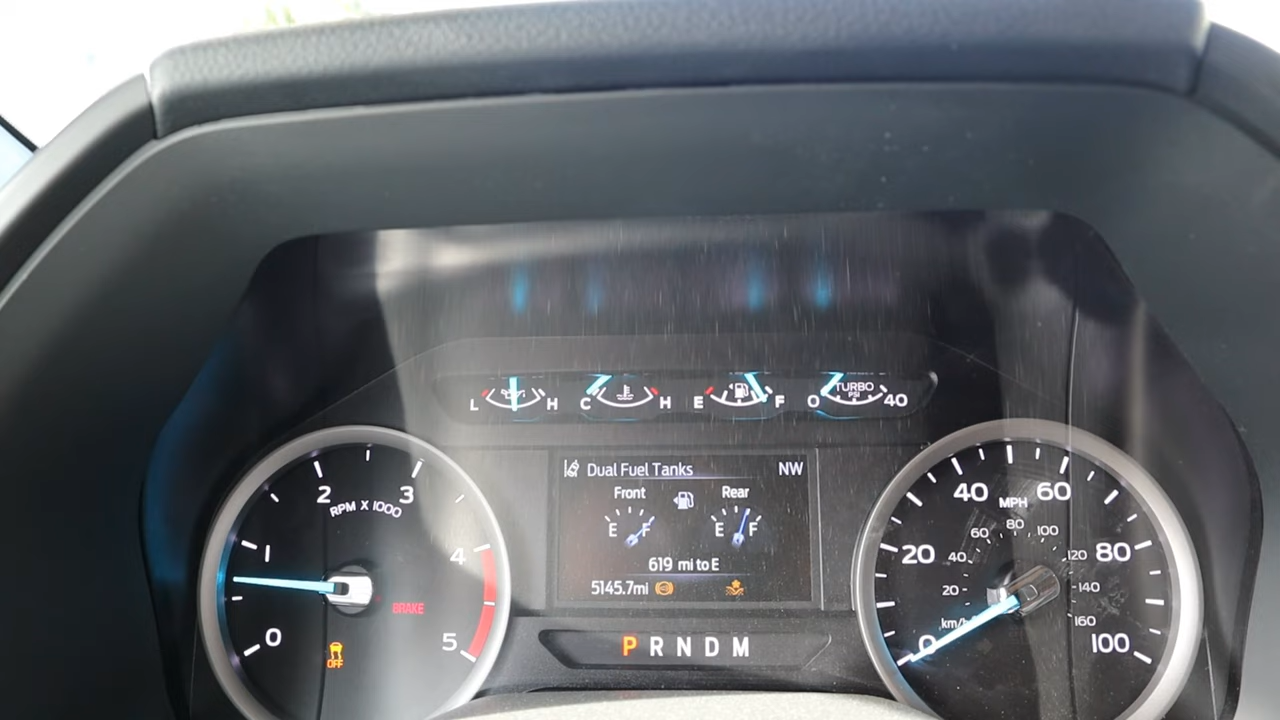 L H C H E F 0 TURBO PSI 40
Dual Fuel Tanks NW
Front Rear
E F E F
619 mi to E
5145.7mi
P R N D M
0 1 2 3 4 5
RPM X 1000
BRAKE
OFF
0 20 40 60 80 100
MPH
20 40 60 80 100 120 140 160
km/h